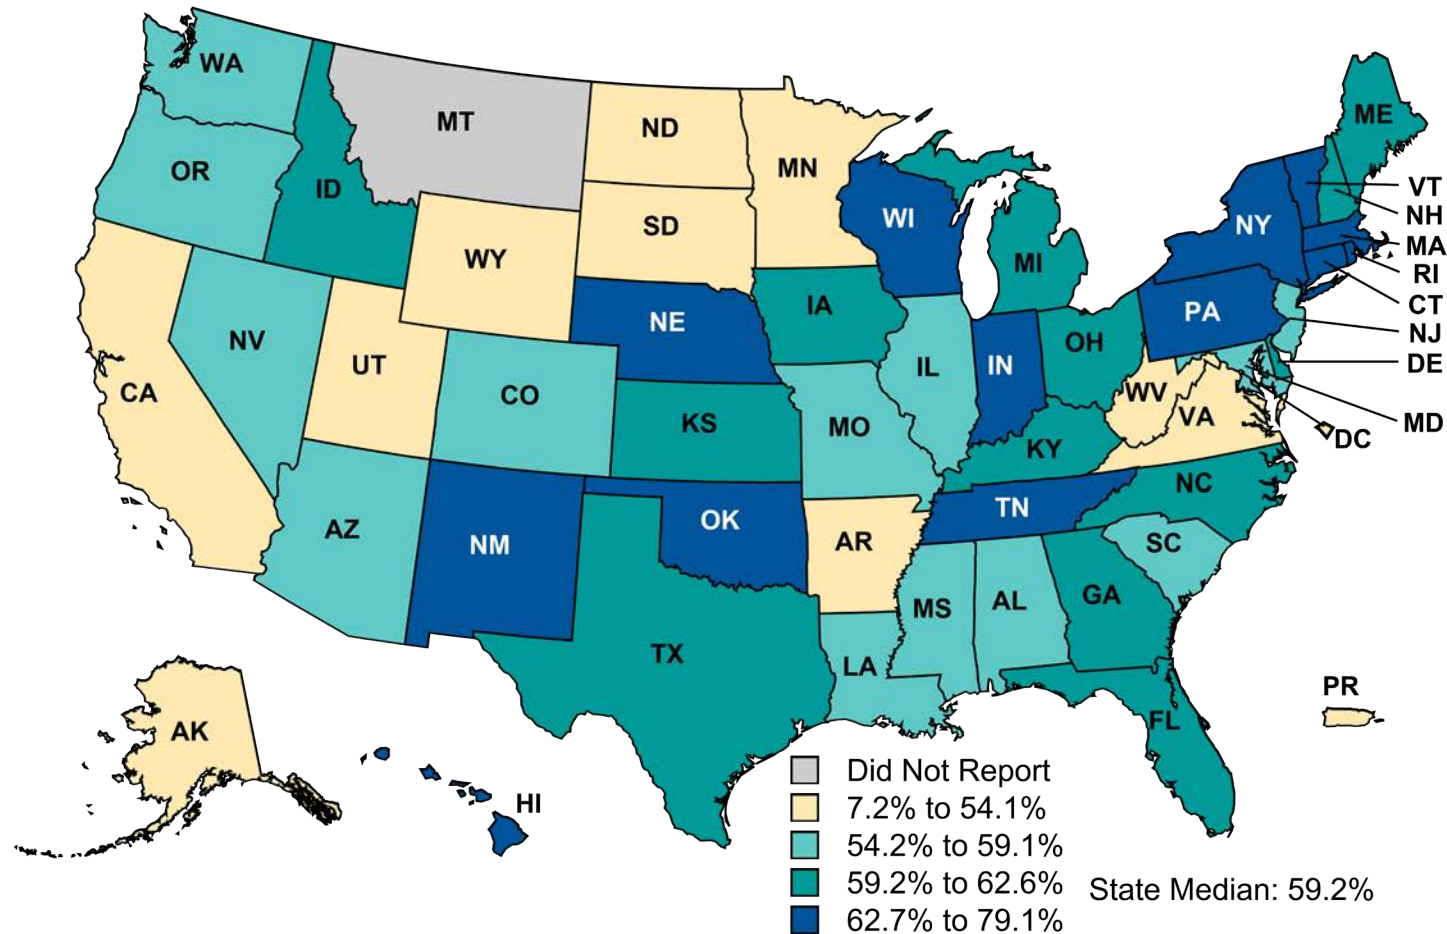 WA
MT
ND
MN
ME
OR
ID
SD
WI
VT
NH
NY
MA
WY
MI
RI
CT
IA
NE
PA
NJ
NV
UT
OH
DE
CA
CO
IL
IN
WV
KS
MO
VA
MD
DC
KY
NC
AZ
NM
OK
AR
TN
SC
MS
AL
GA
TX
LA
PR
FL
AK
HI
Did Not Report
7.2% to 54.1%
54.2% to 59.1%
59.2% to 62.6%
State Median: 59.2%
62.7% to 79.1%